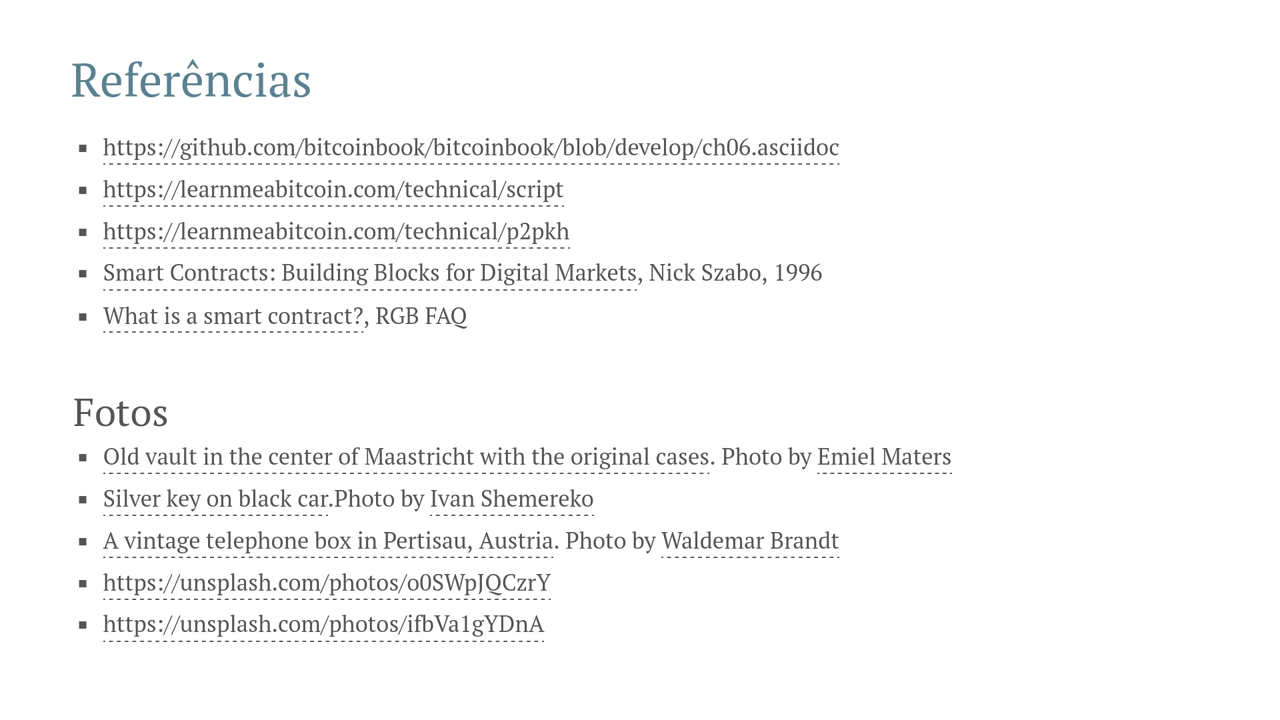 Referências
▪ https://github.com/bitcoinbook/bitcoinbook/blob/develop/ch06.asciidoc
▪ https://learnmeabitcoin.com/technical/script
▪ https://learnmeabitcoin.com/technical/p2pkh
▪ Smart Contracts: Building Blocks for Digital Markets, Nick Szabo, 1996
▪ What is a smart contract?, RGB FAQ
Fotos
▪ Old vault in the center of Maastricht with the original cases. Photo by Emiel Maters
▪ Silver key on black car.Photo by Ivan Shemereko
▪ A vintage telephone box in Pertisau, Austria. Photo by Waldemar Brandt
▪ https://unsplash.com/photos/o0SWpJQCzrY
▪ https://unsplash.com/photos/ifbVa1gYDnA